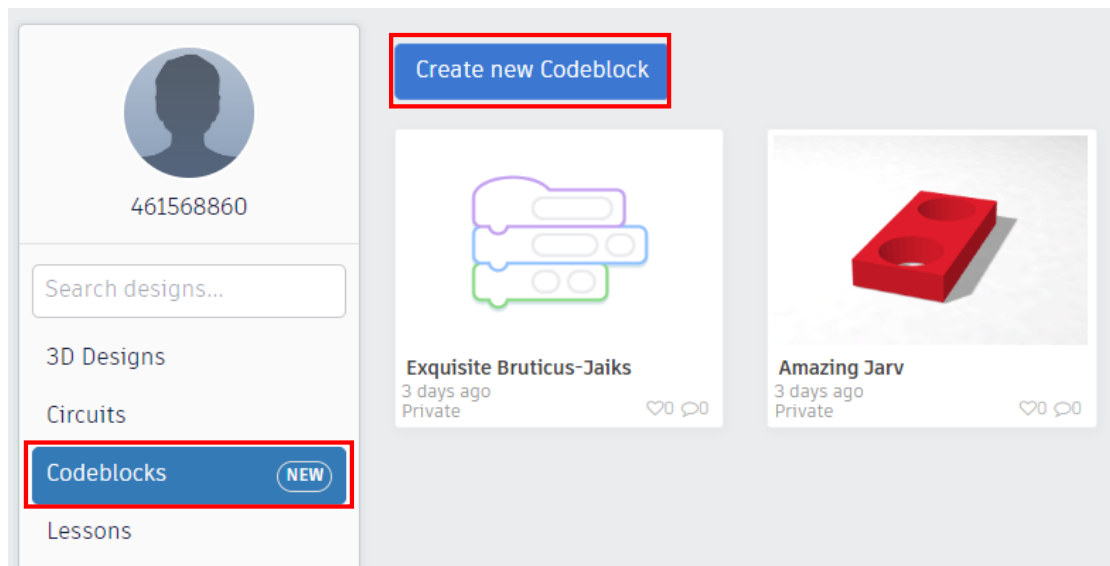 461568860
Search designs...
3D Designs
Circuits
Codeblocks NEW
Lessons
Create new Codeblock
Exquisite Bruticus-Jaiks
3 days ago
Private 0 0
Amazing Jarv
3 days ago
Private 0 0